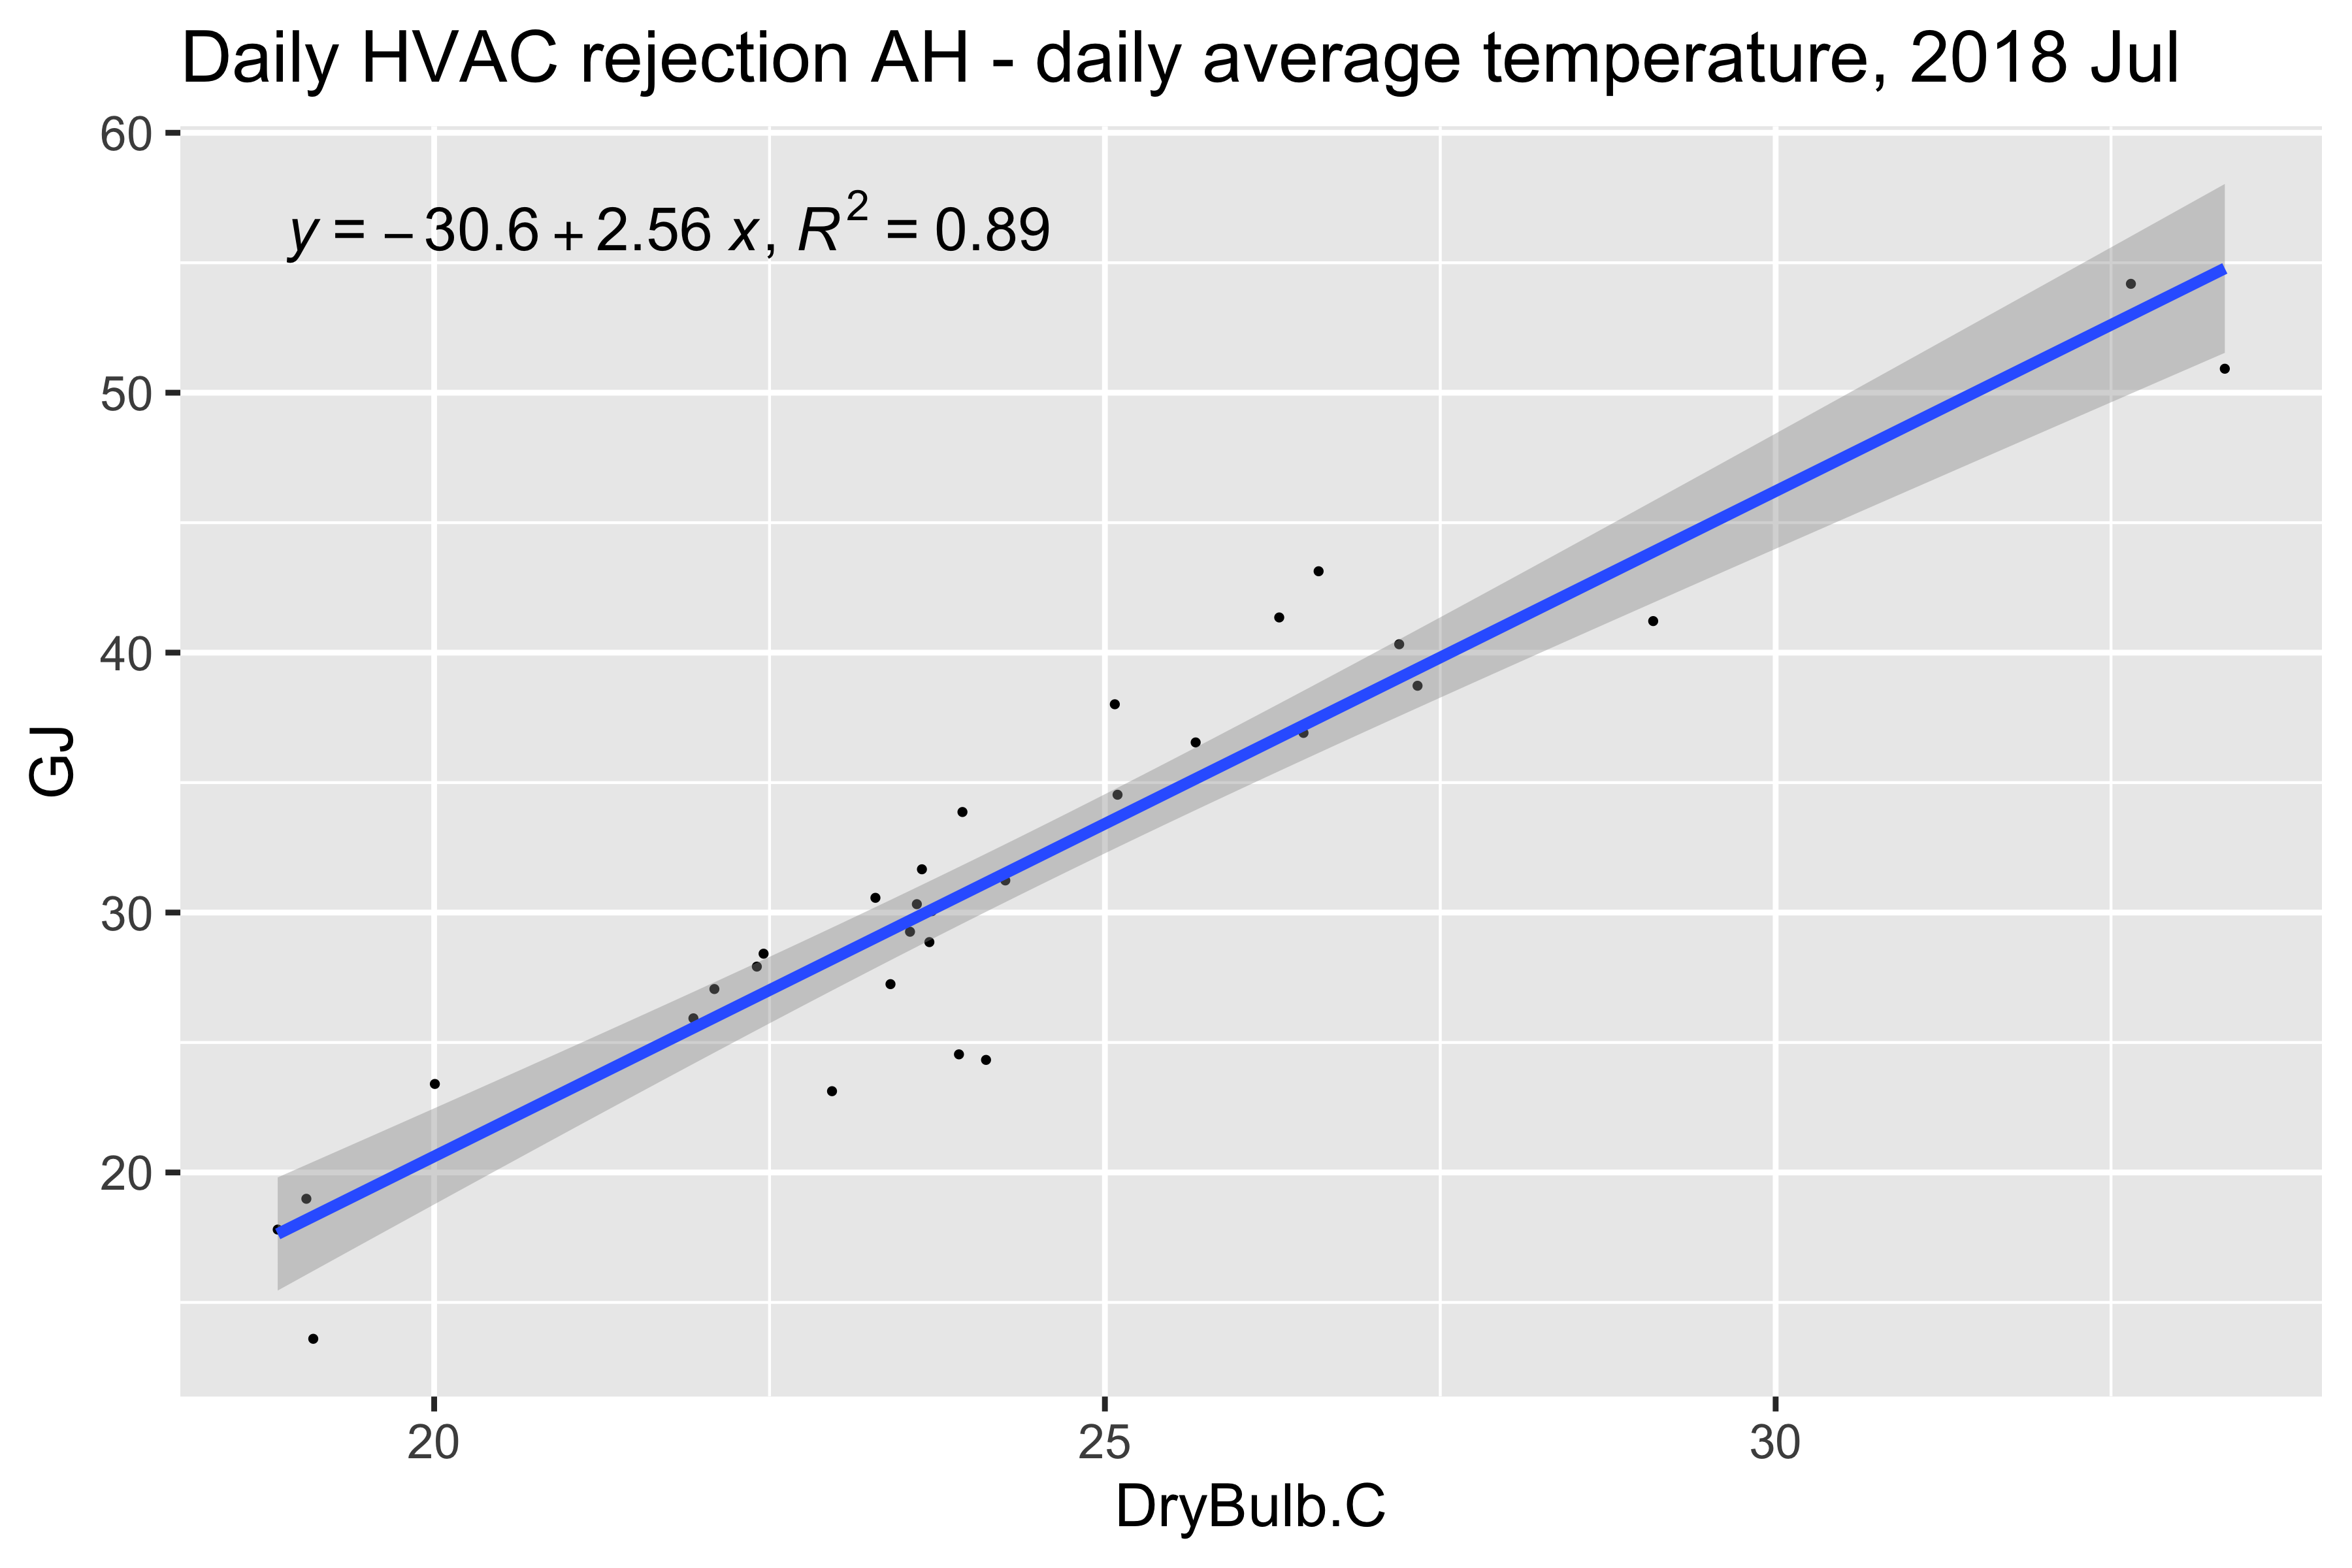 Daily HVAC rejection AH - daily average temperature, 2018 Jul
60
y = − 30.6 + 2.56 x, R² = 0.89
50
40
GJ
30
20
20 25 30
DryBulb.C